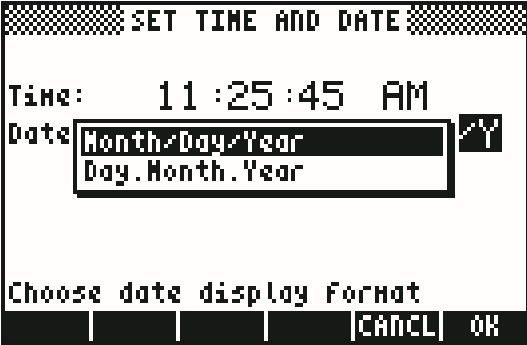 SET TIME AND DATE
Time: 11:25:45 AM
Date /Y
Month/Day/Year
Day.Month.Year
Choose date display format
CANCL OK